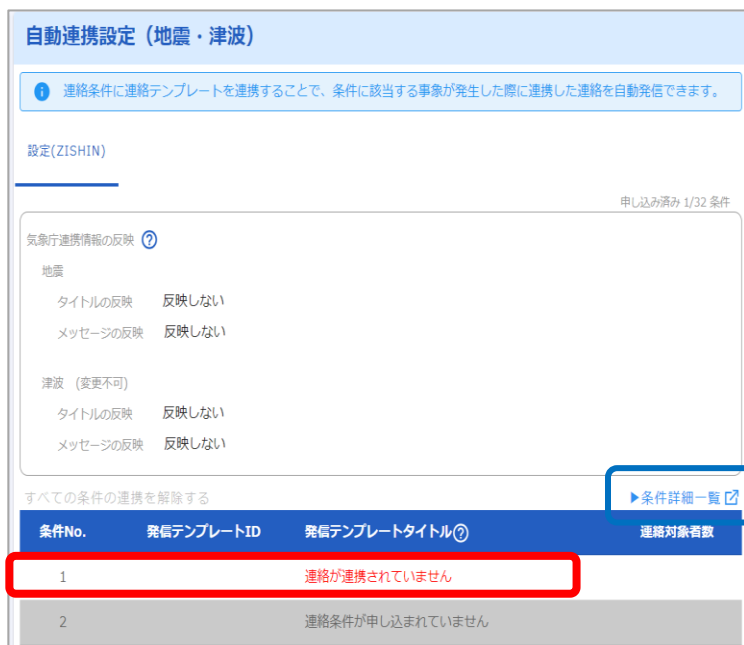 自動連携設定（地震・津波）
連絡条件に連絡テンプレートを連携することで、条件に該当する事象が発生した際に連携した連絡を自動発信できます。
設定(ZISHIN)
申し込み済み 1/32 条件
気象庁連携情報の反映 ?
地震
タイトルの反映 反映しない
メッセージの反映 反映しない
津波 (変更不可)
タイトルの反映 反映しない
メッセージの反映 反映しない
すべての条件の連携を解除する ▶条件詳細一覧
条件No. 発信テンプレートID 発信テンプレートタイトル? 連絡対象者数
1 連絡が連携されていません
2 連絡条件が申し込まれていません